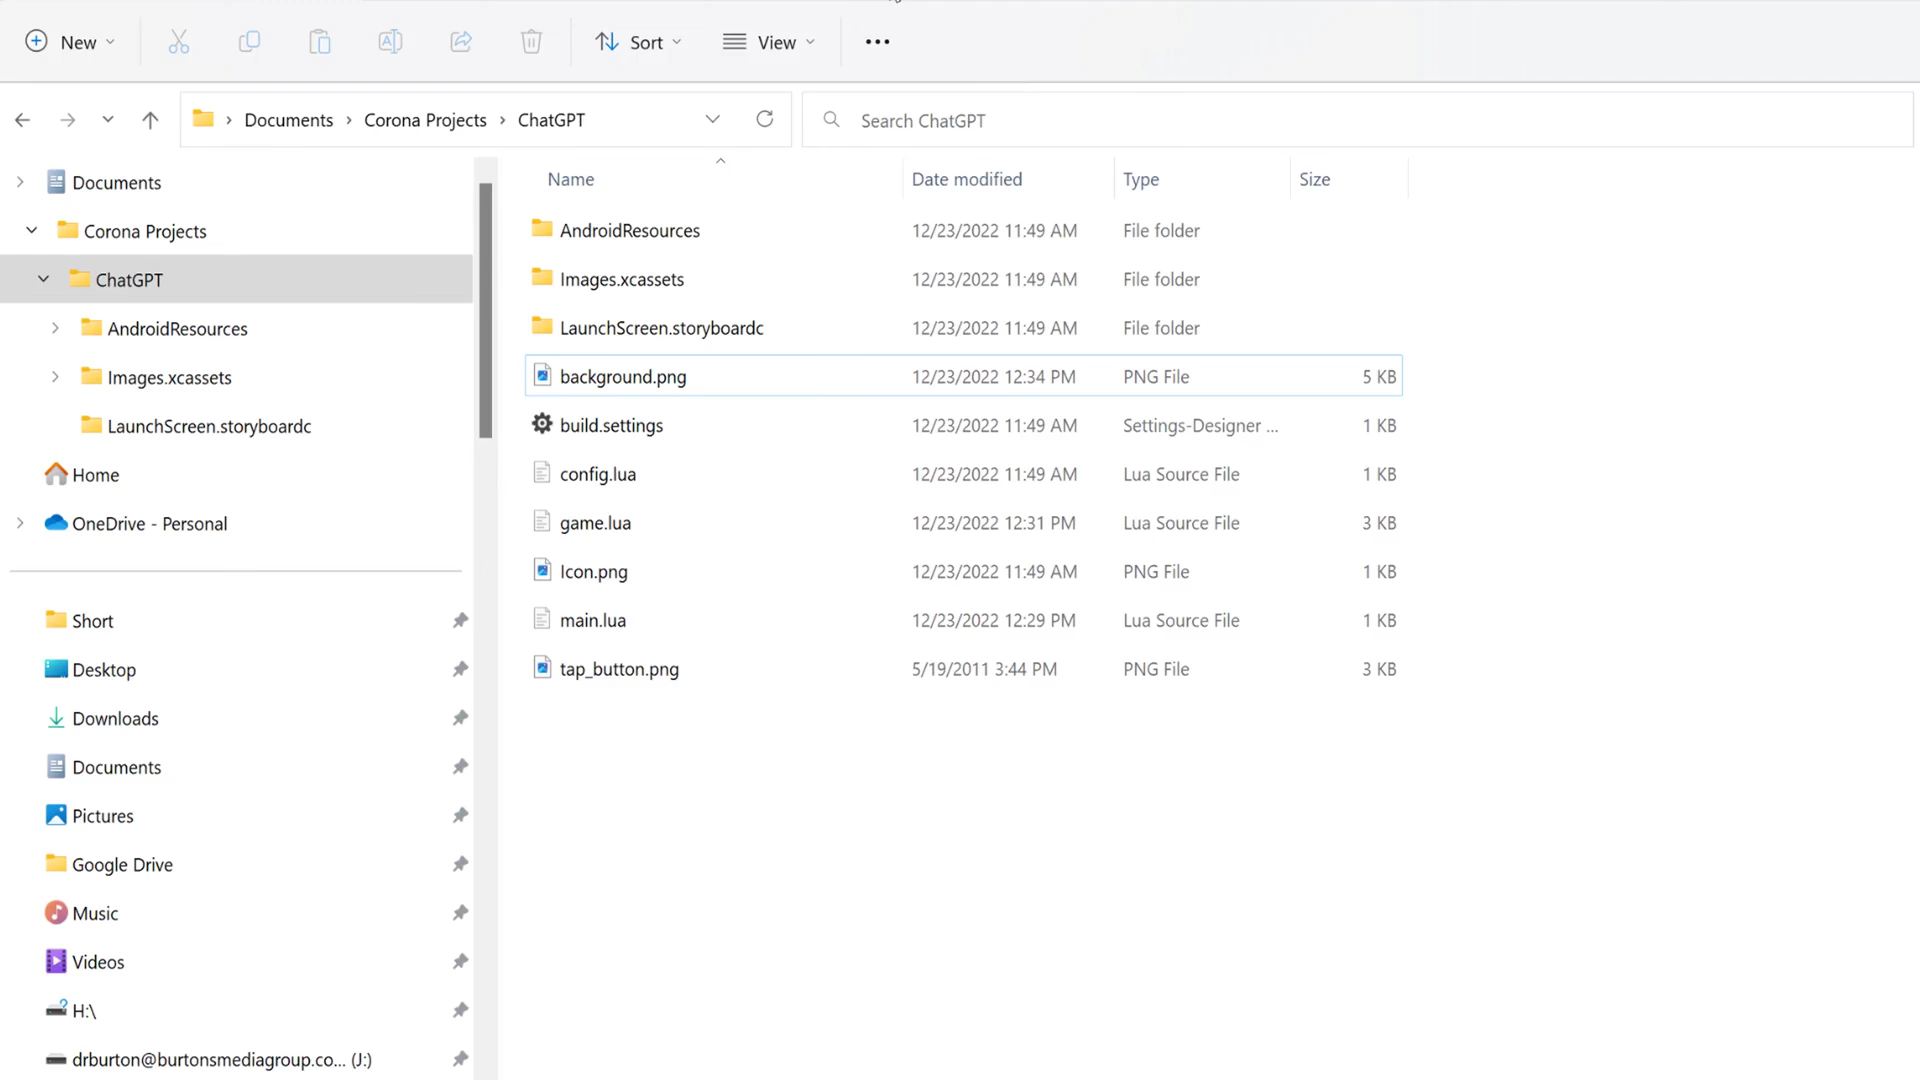 New
Sort
View
Documents > Corona Projects > ChatGPT
Search ChatGPT
Documents
Corona Projects
ChatGPT
AndroidResources
Images.xcassets
LaunchScreen.storyboardc
Home
OneDrive - Personal
Short
Desktop
Downloads
Documents
Pictures
Google Drive
Music
Videos
H:\
drburton@burtonsmediagroup.co... (J:)
Name Date modified Type Size
AndroidResources 12/23/2022 11:49 AM File folder
Images.xcassets 12/23/2022 11:49 AM File folder
LaunchScreen.storyboardc 12/23/2022 11:49 AM File folder
background.png 12/23/2022 12:34 PM PNG File 5 KB
build.settings 12/23/2022 11:49 AM Settings-Designer ... 1 KB
config.lua 12/23/2022 11:49 AM Lua Source File 1 KB
game.lua 12/23/2022 12:31 PM Lua Source File 3 KB
Icon.png 12/23/2022 11:49 AM PNG File 1 KB
main.lua 12/23/2022 12:29 PM Lua Source File 1 KB
tap_button.png 5/19/2011 3:44 PM PNG File 3 KB